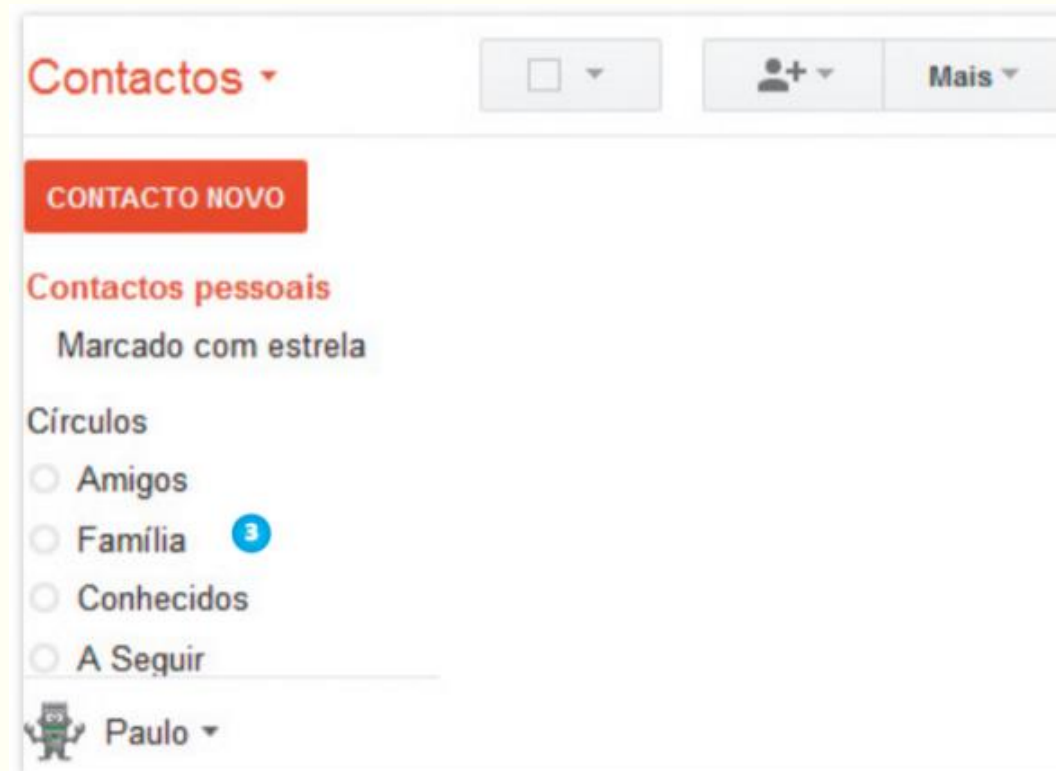 Contactos
Mais
CONTACTO NOVO
Contactos pessoais
Marcado com estrela
Círculos
Amigos
Família 3
Conhecidos
A Seguir
Paulo